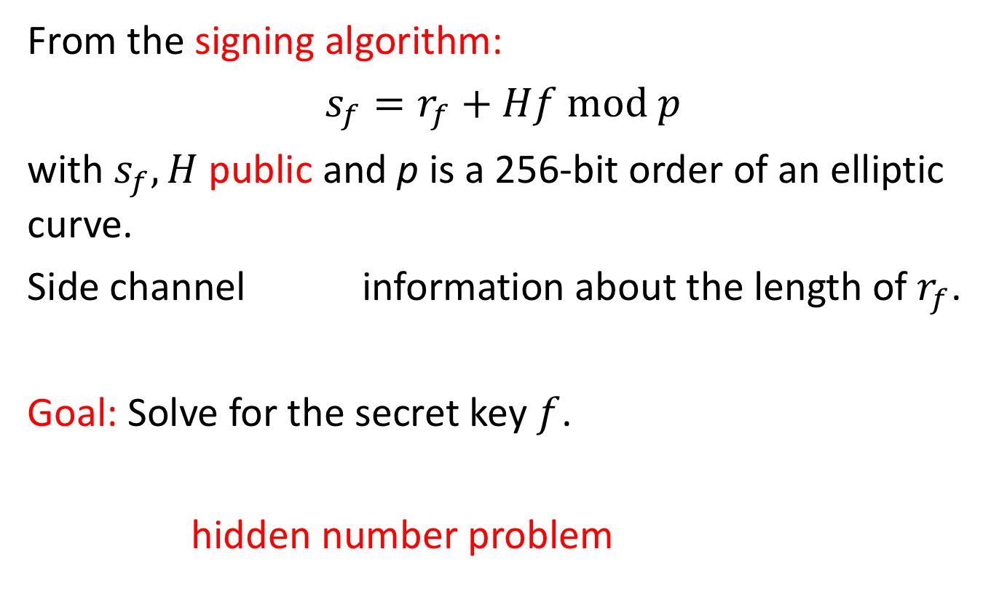 From the signing algorithm:
s_f = r_f + Hf mod p
with s_f, H public and p is a 256-bit order of an elliptic
curve.
Side channel information about the length of r_f.
Goal: Solve for the secret key f.
hidden number problem